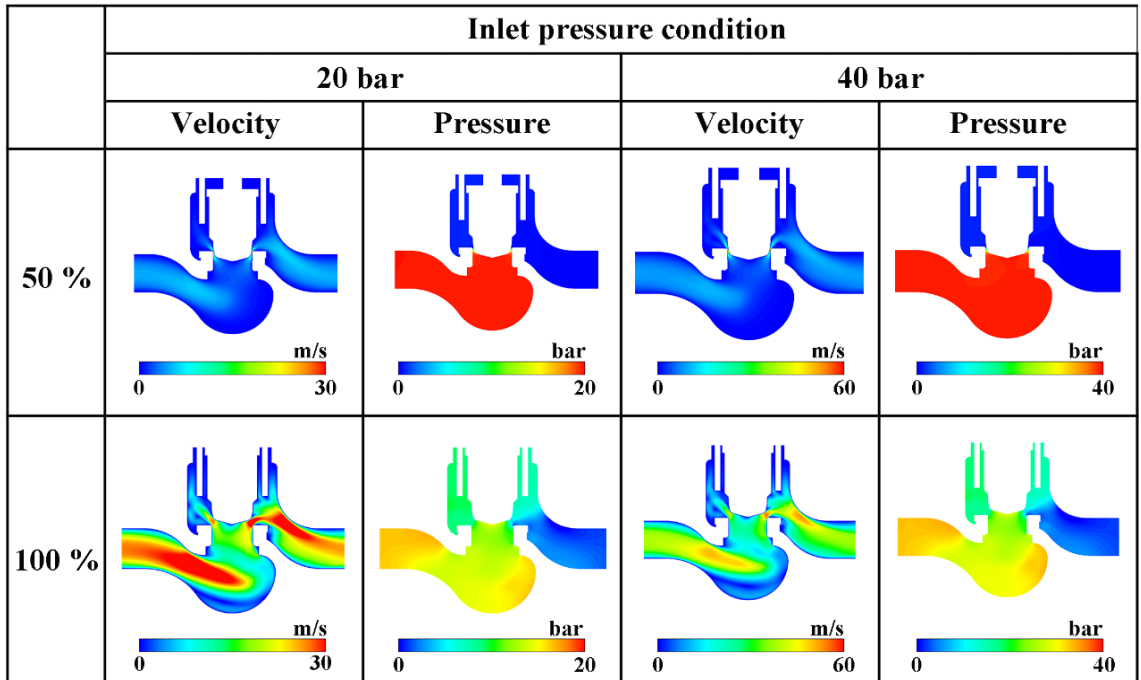 Inlet pressure condition
20 bar 40 bar
Velocity Pressure Velocity Pressure
50 %
m/s bar m/s bar
0 30 0 20 0 60 0 40
100 %
m/s bar m/s bar
0 30 0 20 0 60 0 40